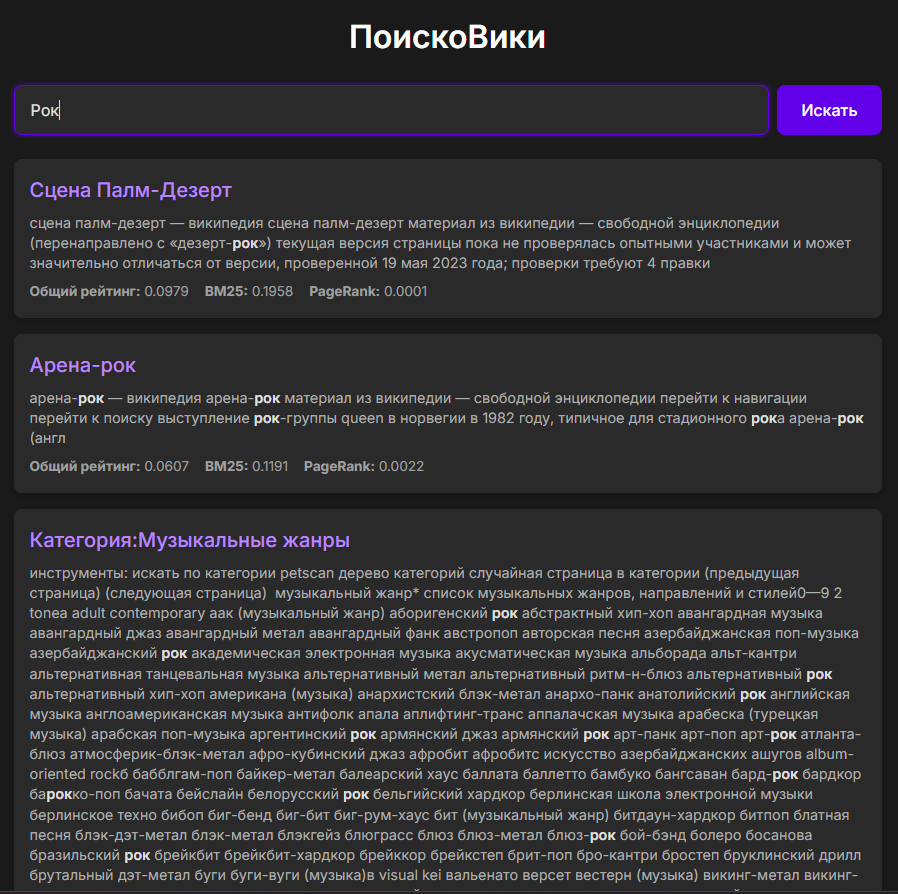 ПоискоВики
Рок
Искать
Сцена Палм-Дезерт
сцена палм-дезерт — википедия сцена палм-дезерт материал из википедии — свободной энциклопедии
(перенаправлено с «дезерт-рок») текущая версия страницы пока не проверялась опытными участниками и может
значительно отличаться от версии, проверенной 19 мая 2023 года; проверки требуют 4 правки
Общий рейтинг: 0.0979 BM25: 0.1958 PageRank: 0.0001
Арена-рок
арена-рок — википедия арена-рок материал из википедии — свободной энциклопедии перейти к навигации
перейти к поиску выступление рок-группы queen в норвегии в 1982 году, типичное для стадионного рока арена-рок
(англ
Общий рейтинг: 0.0607 BM25: 0.1191 PageRank: 0.0022
Категория:Музыкальные жанры
инструменты: искать по категории petscan дерево категорий случайная страница в категории (предыдущая
страница) (следующая страница) музыкальный жанр* список музыкальных жанров, направлений и стилей0—9 2
tonea adult contemporary аак (музыкальный жанр) аборигенский рок абстрактный хип-хоп авангардная музыка
авангардный джаз авангардный метал авангардный фанк австропоп авторская песня азербайджанская поп-музыка
азербайджанский рок академическая электронная музыка акусматическая музыка альборада альт-кантри
альтернативная танцевальная музыка альтернативный метал альтернативный ритм-н-блюз альтернативный рок
альтернативный хип-хоп американа (музыка) анархистский блэк-метал анархо-панк анатолийский рок английская
музыка англоамериканская музыка антифолк апала аплифтинг-транс аппалачская музыка арабеска (турецкая
музыка) арабская поп-музыка аргентинский рок армянский джаз армянский рок арт-панк арт-поп арт-рок атланта-
блюз атмосферик-блэк-метал афро-кубинский джаз афробит афробитс искусство азербайджанских ашугов album-
oriented rockб бабблгам-поп байкер-метал балеарский хаус баллата баллетто бамбуко бангсаван бард-рок бардкор
барокко-поп бачата бейслайн белорусский рок бельгийский хардкор берлинская школа электронной музыки
берлинское техно бибоп биг-бенд биг-бит биг-рум-хаус бит (музыкальный жанр) битдаун-хардкор битпоп блатная
песня блэк-дэт-метал блэк-метал блэкгейз блюграсс блюз блюз-метал блюз-рок бой-бэнд болеро босанова
бразильский рок брейкбит брейкбит-хардкор брейккор брейкстеп брит-поп бро-кантри бростеп бруклинский дрилл
брутальный дэт-метал буги буги-вуги (музыка)в visual kei вальенато версет вестерн (музыка) викинг-метал викинг-